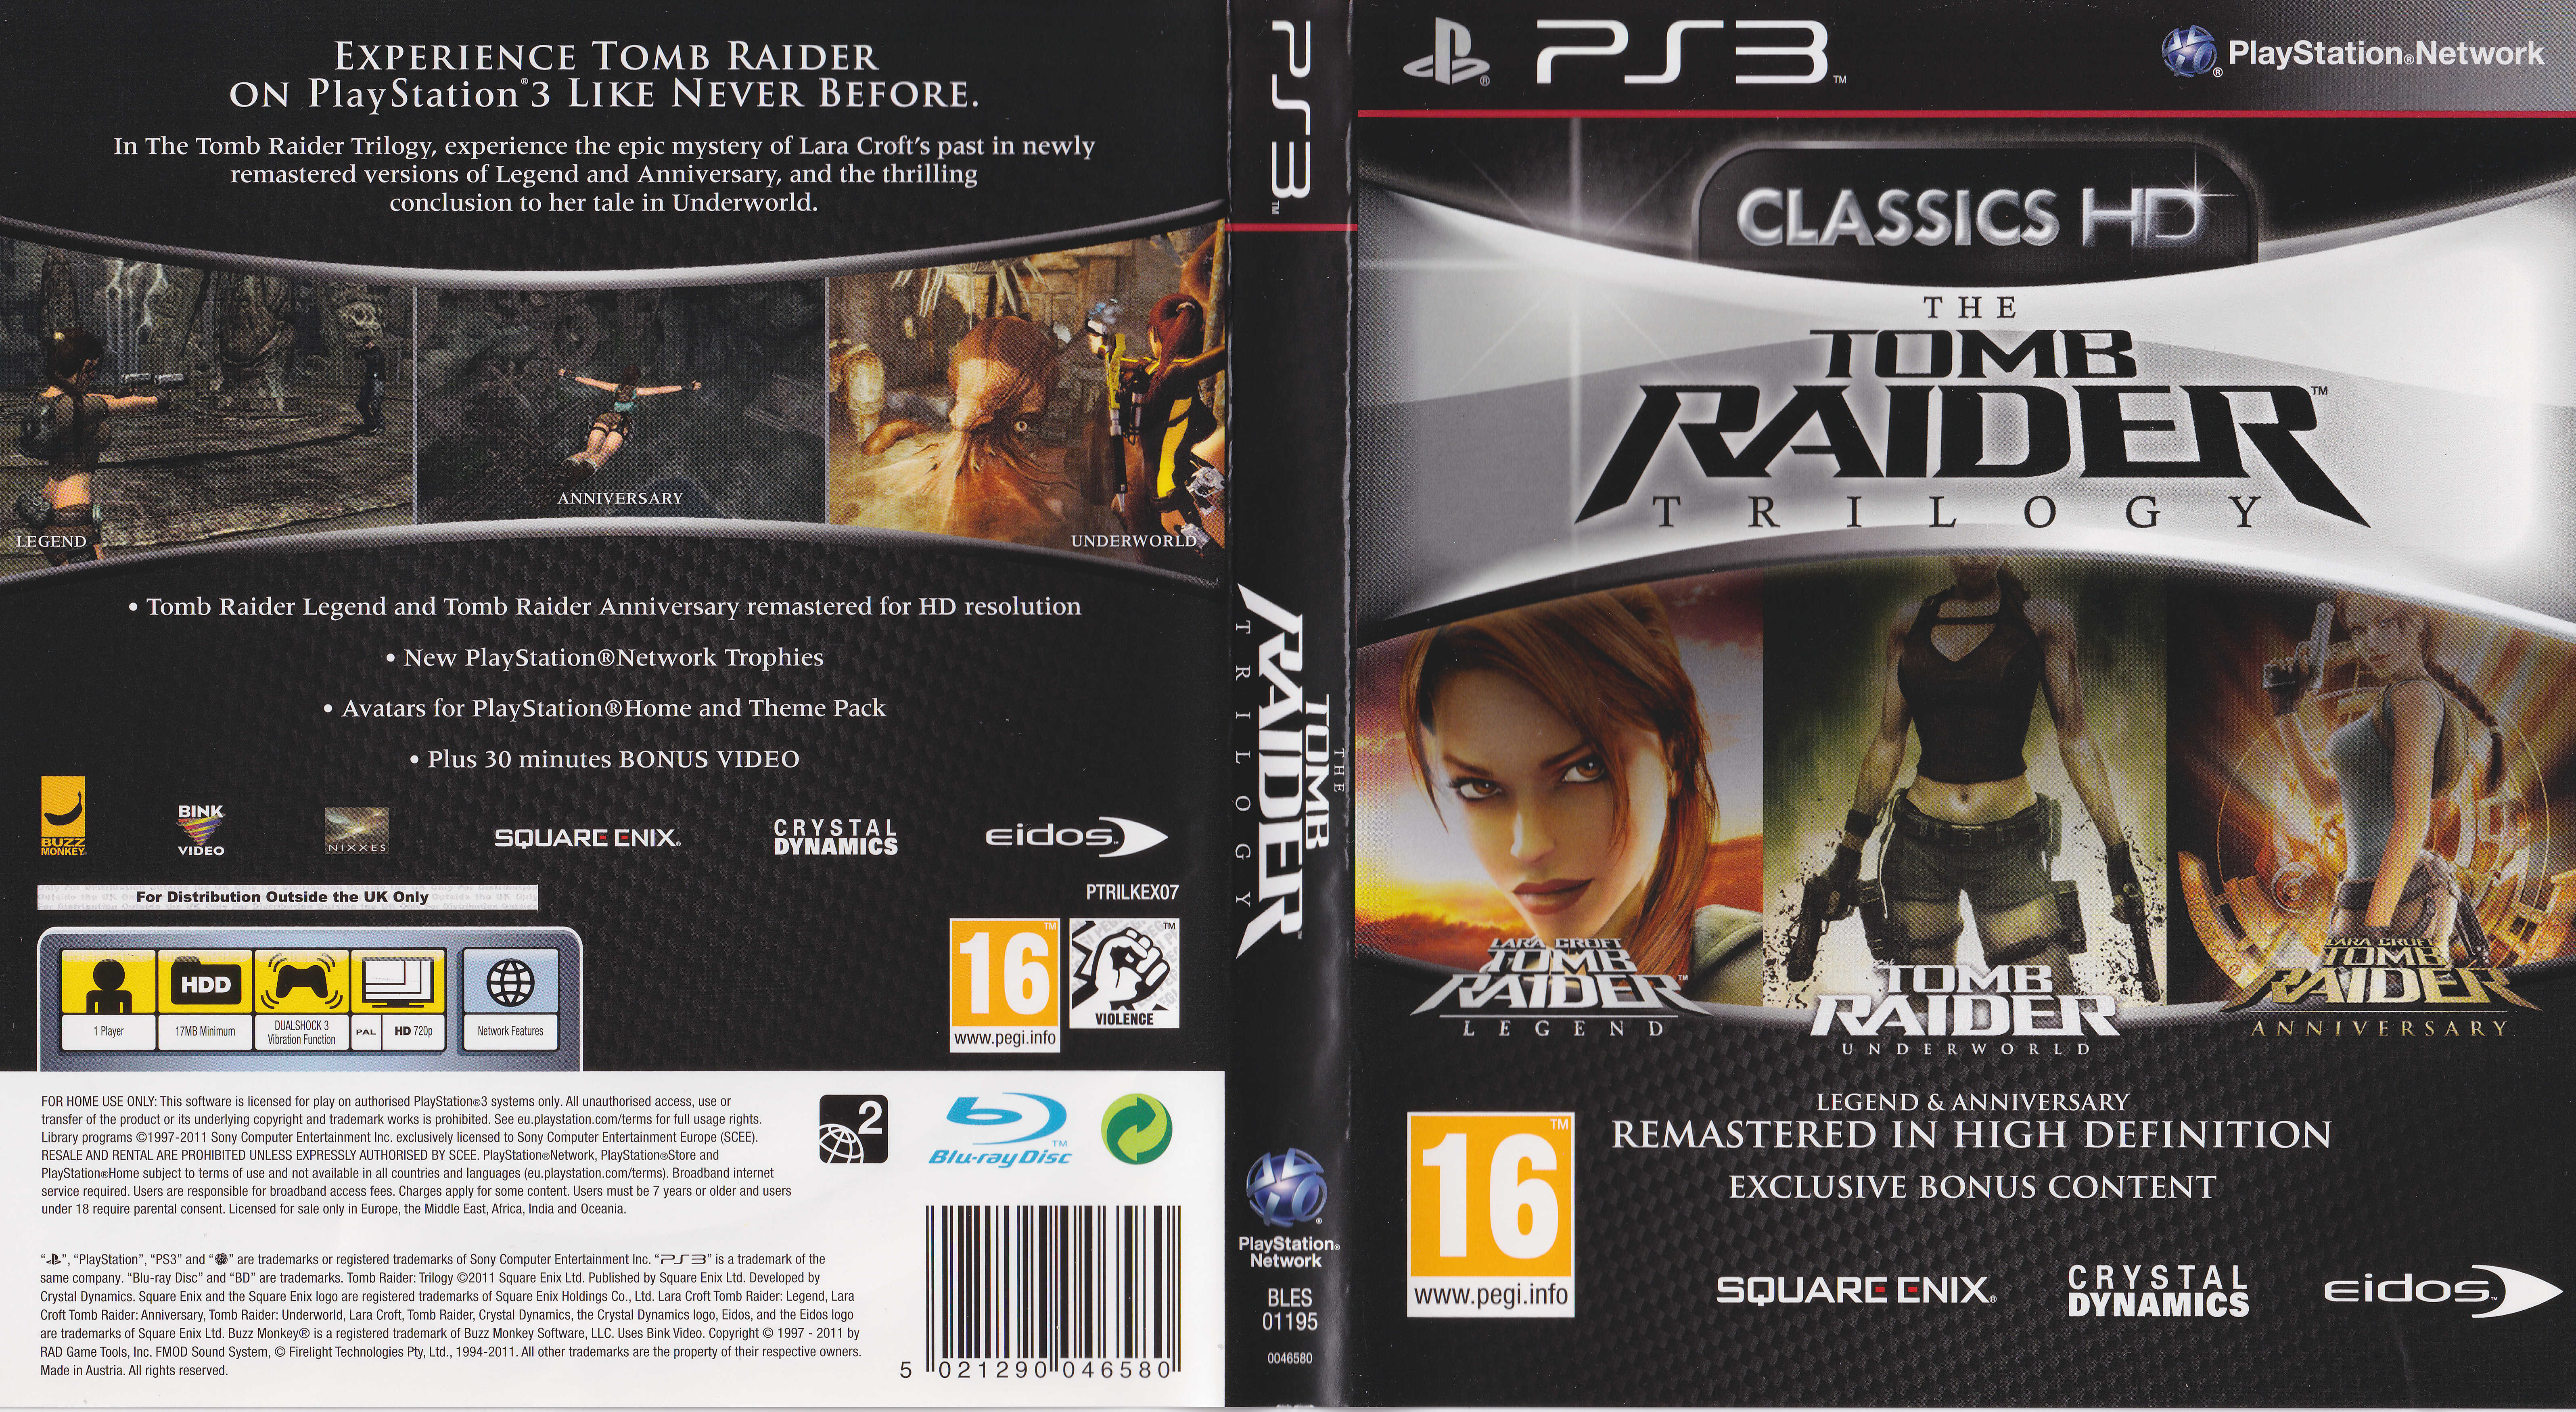 EXPERIENCE TOMB RAIDER
ON PlayStation®3 LIKE NEVER BEFORE.
In The Tomb Raider Trilogy, experience the epic mystery of Lara Croft's past in newly
remastered versions of Legend and Anniversary, and the thrilling
conclusion to her tale in Underworld.
LEGEND
ANNIVERSARY
UNDERWORLD
• Tomb Raider Legend and Tomb Raider Anniversary remastered for HD resolution
• New PlayStation®Network Trophies
• Avatars for PlayStation®Home and Theme Pack
• Plus 30 minutes BONUS VIDEO
BUZZ
MONKEY
BINK
VIDEO
NIXXES
SQUARE ENIX®
CRYSTAL
DYNAMICS
eidos™
For Distribution Outside the UK Only
PTRILKEX07
16™
www.pegi.info
VIOLENCE
HDD
1 Player
17MB Minimum
DUALSHOCK 3
Vibration Function
PAL
HD 720p
Network Features
FOR HOME USE ONLY: This software is licensed for play on authorised PlayStation®3 systems only. All unauthorised access, use or
transfer of the product or its underlying copyright and trademark works is prohibited. See eu.playstation.com/terms for full usage rights.
Library programs ©1997-2011 Sony Computer Entertainment Inc. exclusively licensed to Sony Computer Entertainment Europe (SCEE).
RESALE AND RENTAL ARE PROHIBITED UNLESS EXPRESSLY AUTHORISED BY SCEE. PlayStation®Network, PlayStation®Store and
PlayStation®Home subject to terms of use and not available in all countries and languages (eu.playstation.com/terms). Broadband internet
service required. Users are responsible for broadband access fees. Charges apply for some content. Users must be 7 years or older and users
under 18 require parental consent. Licensed for sale only in Europe, the Middle East, Africa, India and Oceania.
2
Blu-ray Disc™
"", "PlayStation", "PS3" and "" are trademarks or registered trademarks of Sony Computer Entertainment Inc. "PS3" is a trademark of the
same company. "Blu-ray Disc" and "BD" are trademarks. Tomb Raider: Trilogy ©2011 Square Enix Ltd. Published by Square Enix Ltd. Developed by
Crystal Dynamics. Square Enix and the Square Enix logo are registered trademarks of Square Enix Holdings Co., Ltd. Lara Croft Tomb Raider: Legend, Lara
Croft Tomb Raider: Anniversary, Tomb Raider: Underworld, Lara Croft, Tomb Raider, Crystal Dynamics, the Crystal Dynamics logo, Eidos, and the Eidos logo
are trademarks of Square Enix Ltd. Buzz Monkey® is a registered trademark of Buzz Monkey Software, LLC. Uses Bink Video. Copyright © 1997 - 2011 by
RAD Game Tools, Inc. FMOD Sound System, © Firelight Technologies Pty, Ltd., 1994-2011. All other trademarks are the property of their respective owners.
Made in Austria. All rights reserved.
5 021290 046580
PS3™
THE
TOMB
RAIDER
TRILOGY
PlayStation®
Network
BLES
01195
0046580
PS3™
PlayStation®Network
CLASSICS HD
THE
TOMB
RAIDER™
TRILOGY
LARA CROFT
TOMB
RAIDER™
LEGEND
TOMB
RAIDER
UNDERWORLD
LARA CROFT
TOMB
RAIDER
ANNIVERSARY
LEGEND & ANNIVERSARY
REMASTERED IN HIGH DEFINITION
EXCLUSIVE BONUS CONTENT
16™
www.pegi.info
SQUARE ENIX®
CRYSTAL
DYNAMICS
eidos™